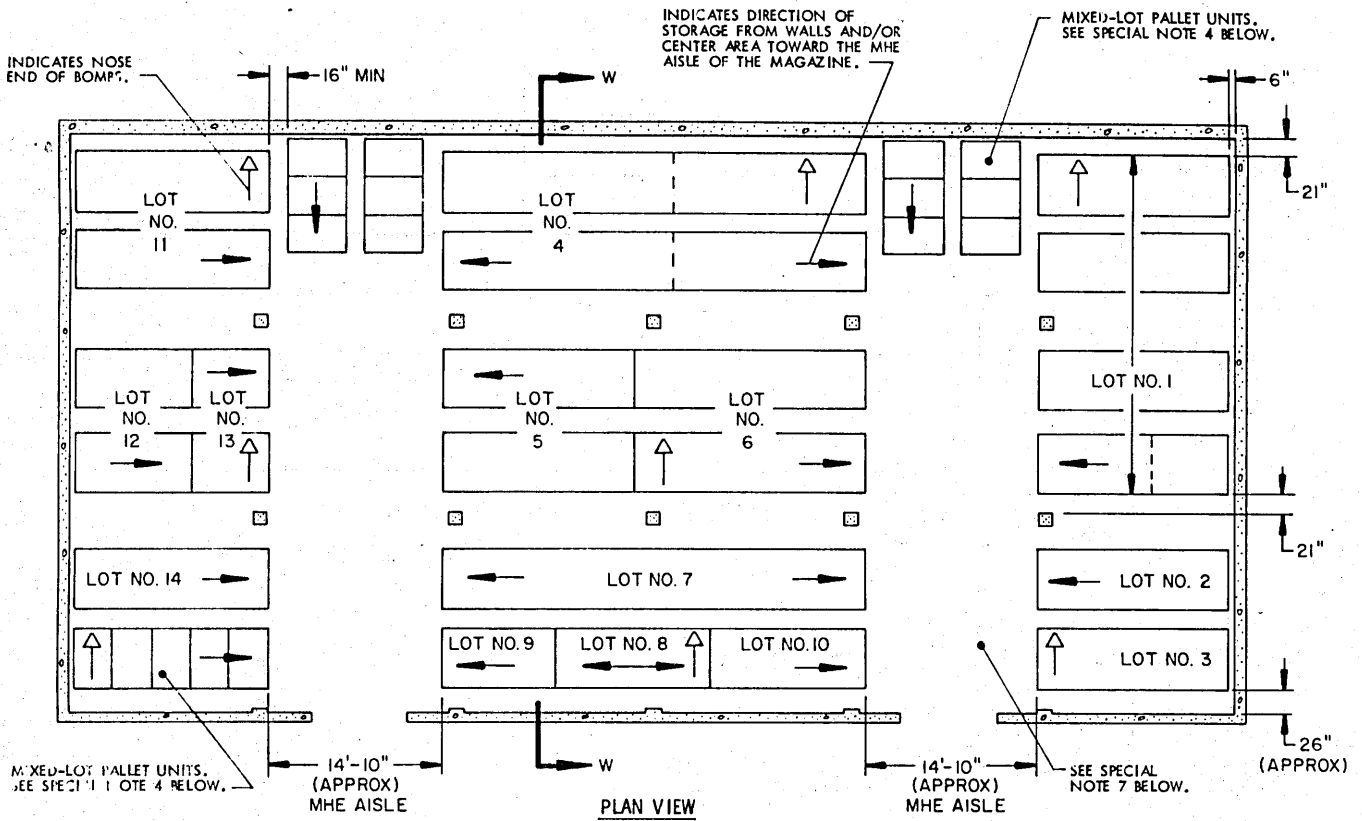 INDICATES DIRECTION OF
STORAGE FROM WALLS AND/OR
CENTER AREA TOWARD THE MHE
AISLE OF THE MAGAZINE.
MIXED-LOT PALLET UNITS.
SEE SPECIAL NOTE 4 BELOW.
INDICATES NOSE
END OF
16" MIN
W
6"
21"
LOT
NO.
11
LOT
NO.
4
LOT NO. 1
LOT
NO.
12
LOT
NO.
13
LOT
NO.
5
LOT
NO.
6
21"
LOT NO. 14
LOT NO. 7
LOT NO. 2
LOT NO. 9
LOT NO. 8
LOT NO. 10
LOT NO. 3
26"
(APPROX)
MIXED-LOT PALLET UNITS.
SEE NOTE 4 BELOW.
14'-10"
(APPROX)
MHE AISLE
W
14'-10"
(APPROX)
MHE AISLE
SEE SPECIAL
NOTE 7 BELOW.
PLAN VIEW